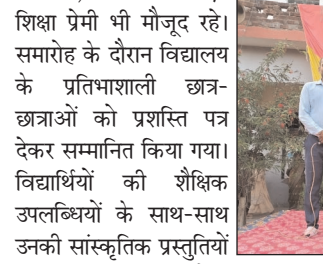 शिक्षा प्रेमी भी मौजूद रहे।
समारोह के दौरान विद्यालय
के प्रतिभाशाली छात्र-
छात्राओं को प्रशस्ति पत्र
देकर सम्मानित किया गया।
विद्यार्थियों की शैक्षिक
उपलब्धियों के साथ-साथ
उनकी सांस्कृतिक प्रस्तुतियों